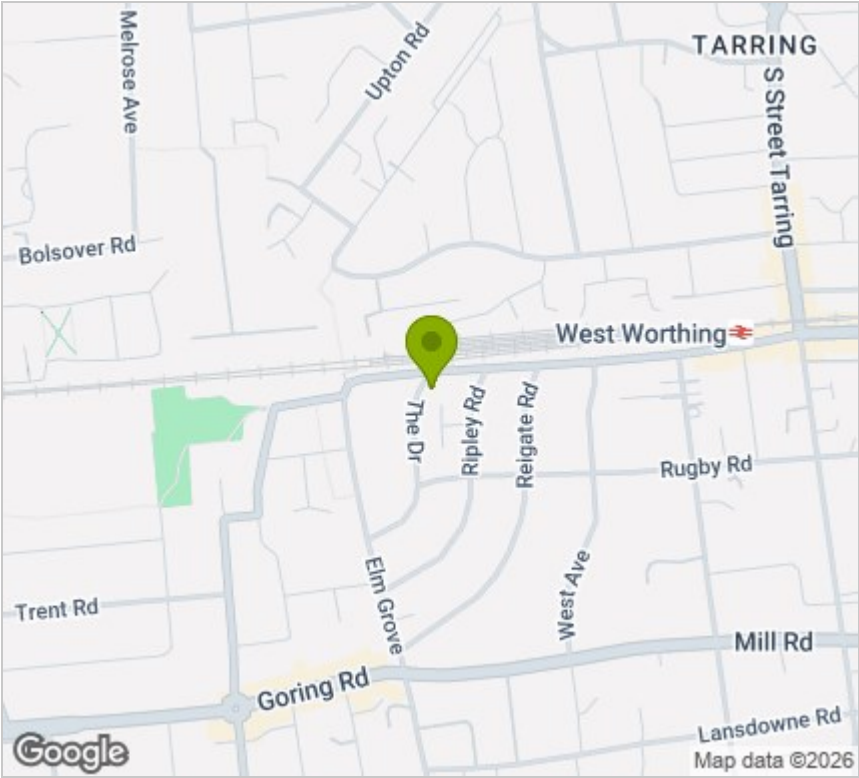 Melrose Ave
Upton Rd
TARRING
S Street Tarring
Bolsover Rd
West Worthing
The Dr
Ripley Rd
Reigate Rd
Rugby Rd
Elm Grove
West Ave
Trent Rd
Mill Rd
Goring Rd
Lansdowne Rd
Google
Map data ©2026